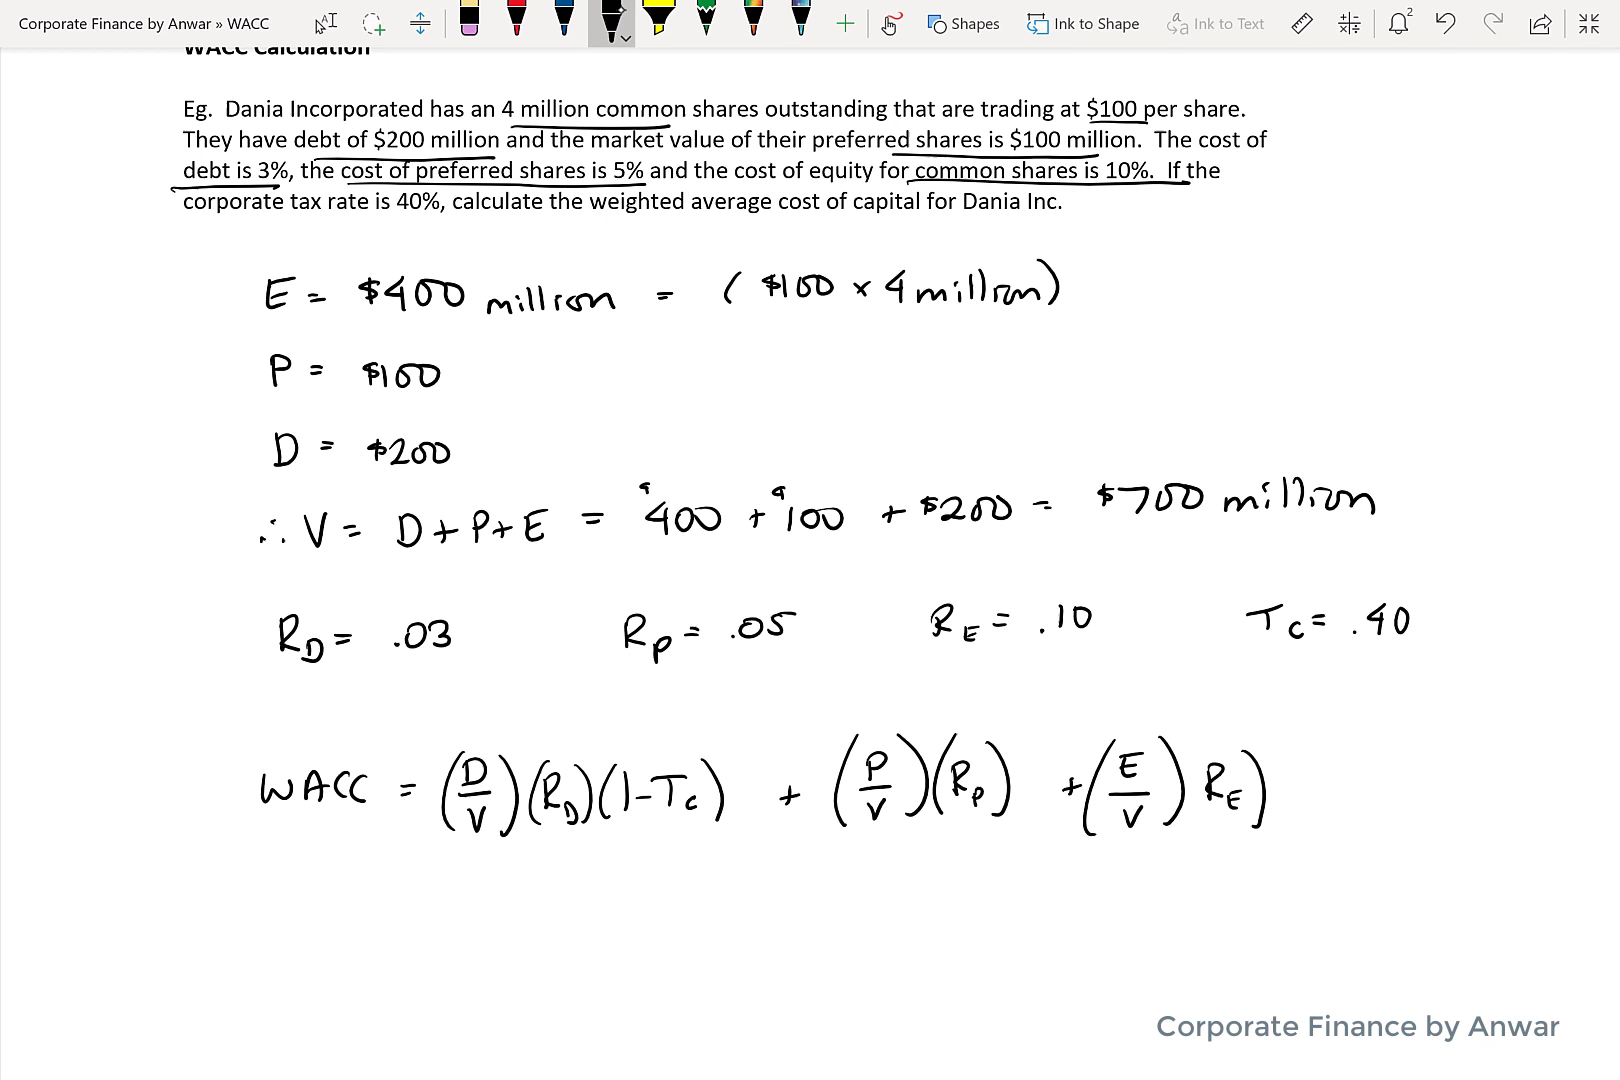 Corporate Finance by Anwar » WACC
Shapes Ink to Shape Ink to Text 2
WACC Calculation
Eg. Dania Incorporated has an 4 million common shares outstanding that are trading at $100 per share.
They have debt of $200 million and the market value of their preferred shares is $100 million. The cost of
debt is 3%, the cost of preferred shares is 5% and the cost of equity for common shares is 10%. If the
corporate tax rate is 40%, calculate the weighted average cost of capital for Dania Inc.
E = $400 million = ($100 x 4 million)
P = $100
D = $200
∴ V = D + P + E = $400 + $100 + $200 = $700 million
R_D = .03 R_P = .05 R_E = .10 T_C = .40
WACC = (D/V)(R_D)(1-T_C) + (P/V)(R_P) + (E/V) R_E)
Corporate Finance by Anwar